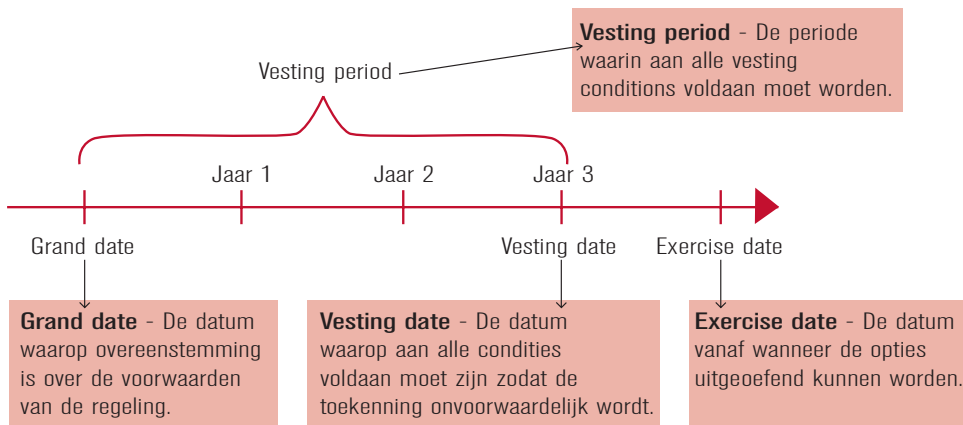 Vesting period - De periode
waarin aan alle vesting
conditions voldaan moet worden.
Vesting period
Jaar 1
Jaar 2
Jaar 3
Grand date
Vesting date
Exercise date
Grand date - De datum
waarop overeenstemming
is over de voorwaarden
van de regeling.
Vesting date - De datum
waarop aan alle condities
voldaan moet zijn zodat de
toekenning onvoorwaardelijk wordt.
Exercise date - De datum
vanaf wanneer de opties
uitgeoefend kunnen worden.